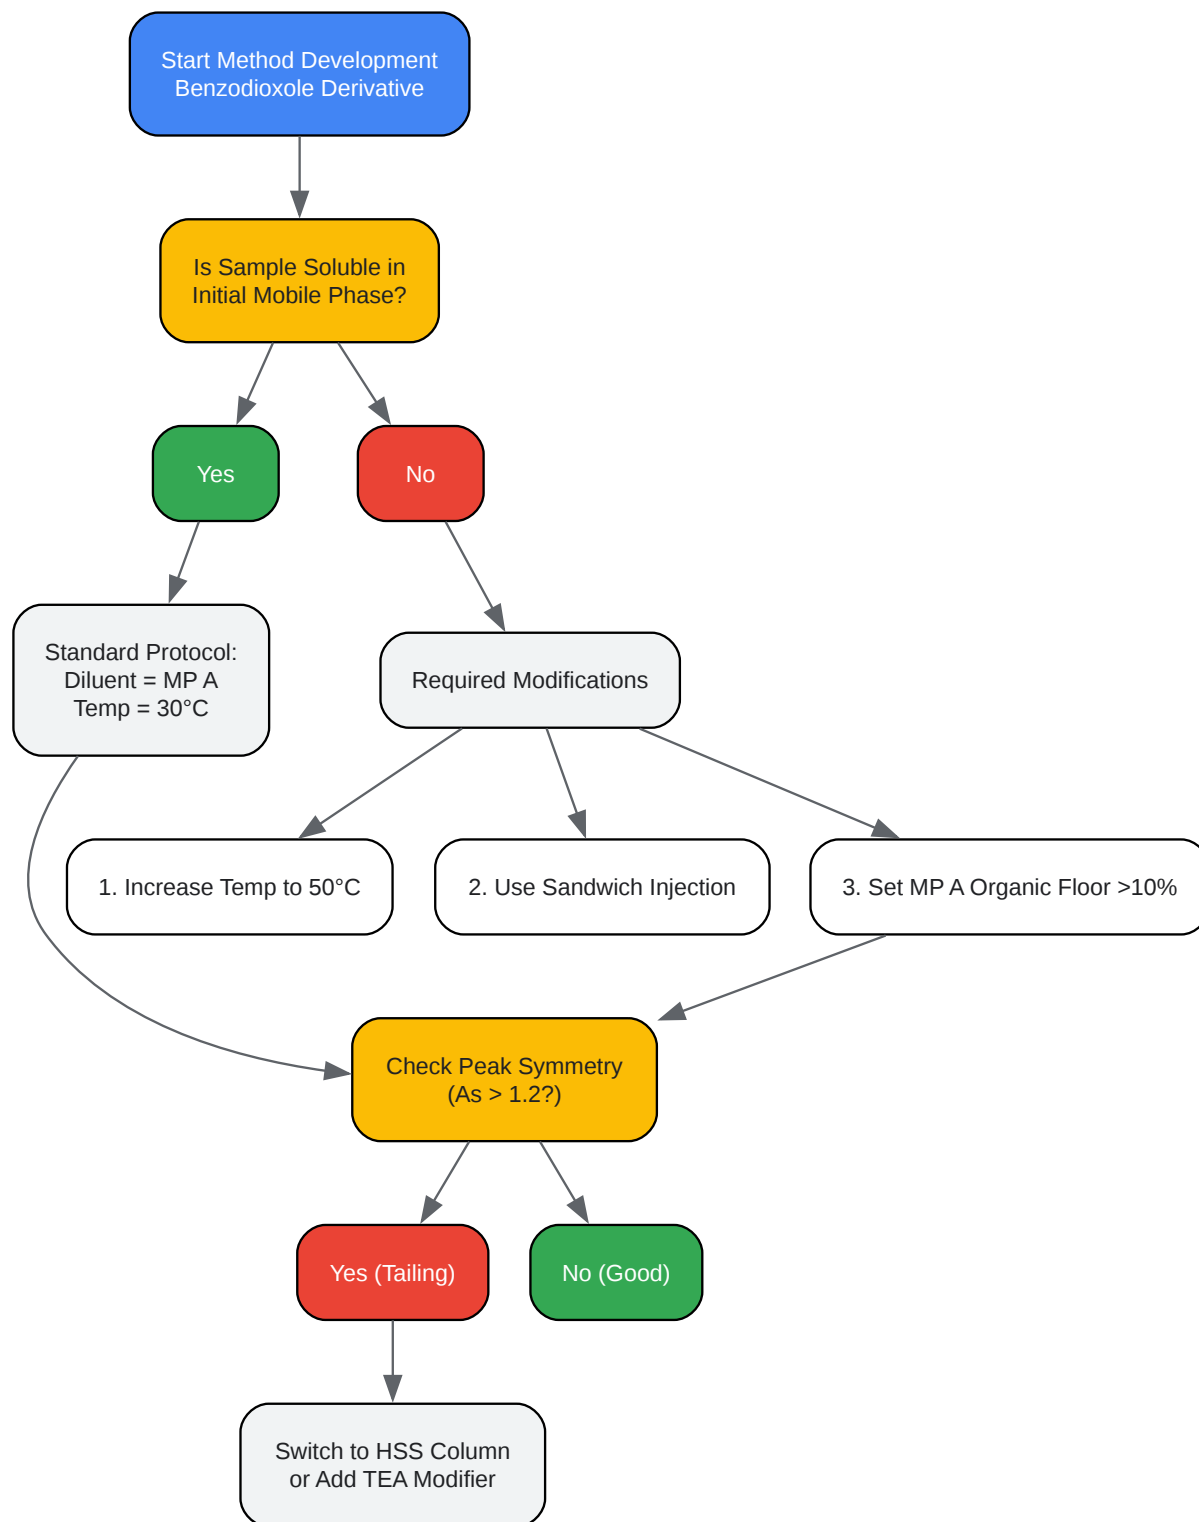 Start Method Development
Benzodioxole Derivative
Is Sample Soluble in
Initial Mobile Phase?
Yes
No
Standard Protocol:
Diluent = MP A
Temp = 30°C
Required Modifications
1. Increase Temp to 50°C
2. Use Sandwich Injection
3. Set MP A Organic Floor >10%
Check Peak Symmetry
(As > 1.2?)
Yes (Tailing)
No (Good)
Switch to HSS Column
or Add TEA Modifier